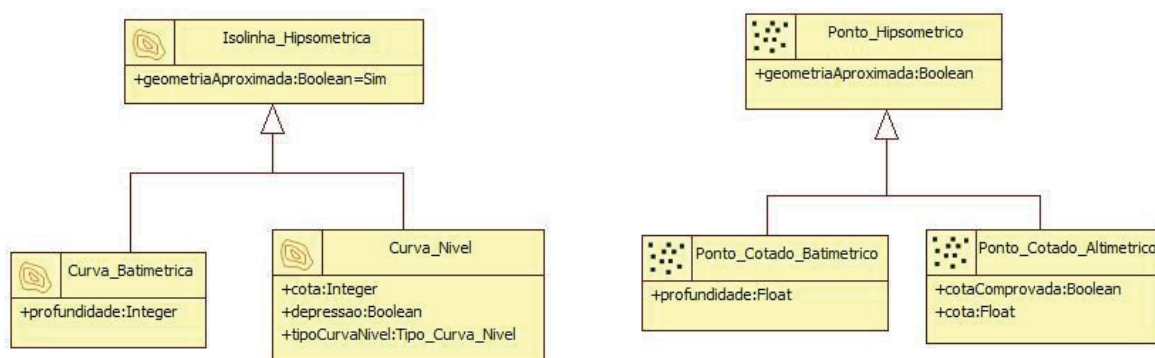 Isolinha_Hipsometrica
+geometriaAproximada:Boolean=Sim
Curva_Batimetrica
+profundidade:Integer
Curva_Nivel
+cota:Integer
+depressao:Boolean
+tipoCurvaNivel:Tipo_Curva_Nivel
Ponto_Hipsometrico
+geometriaAproximada:Boolean
Ponto_Cotado_Batimetrico
+profundidade:Float
Ponto_Cotado_Altimetrico
+cotaComprovada:Boolean
+cota:Float